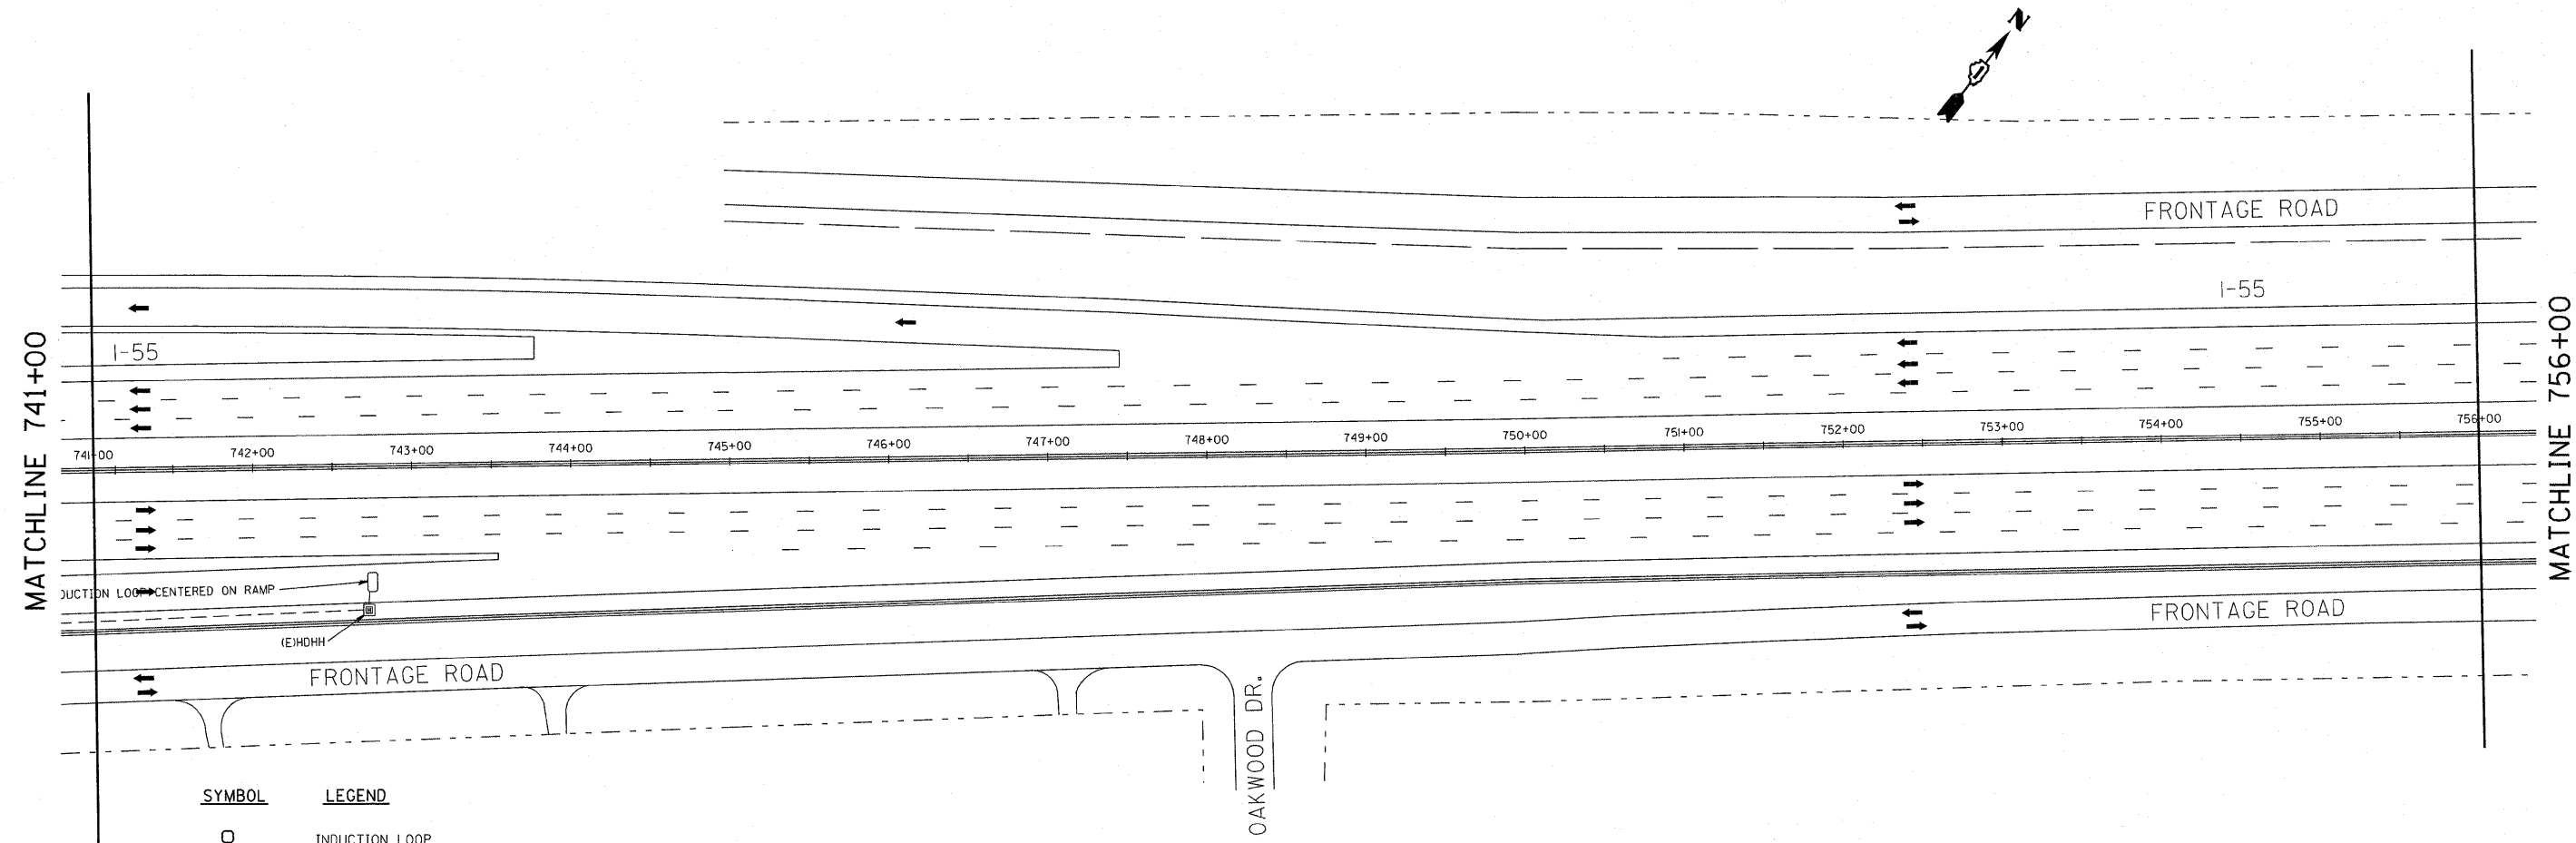 N
FRONTAGE ROAD
I-55
I-55
MATCHLINE 741+00
MATCHLINE 756+00
741+00 742+00 743+00 744+00 745+00 746+00 747+00 748+00 749+00 750+00 751+00 752+00 753+00 754+00 755+00 756+00
DUCTION LOOP CENTERED ON RAMP
(E)HDHH
FRONTAGE ROAD
FRONTAGE ROAD
OAKWOOD DR.
SYMBOL LEGEND
INDUCTION LOOP